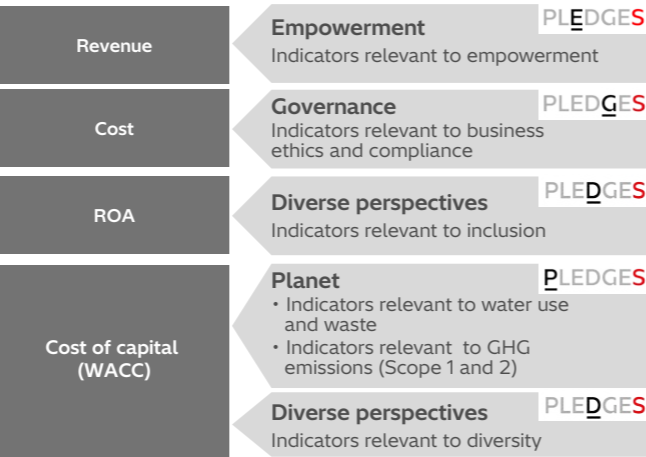 Revenue
Empowerment
PLEDGES
Indicators relevant to empowerment
Cost
Governance
PLEDGES
Indicators relevant to business
ethics and compliance
ROA
Diverse perspectives
PLEDGES
Indicators relevant to inclusion
Cost of capital
(WACC)
Planet
PLEDGES
• Indicators relevant to water use
and waste
• Indicators relevant to GHG
emissions (Scope 1 and 2)
Diverse perspectives
PLEDGES
Indicators relevant to diversity